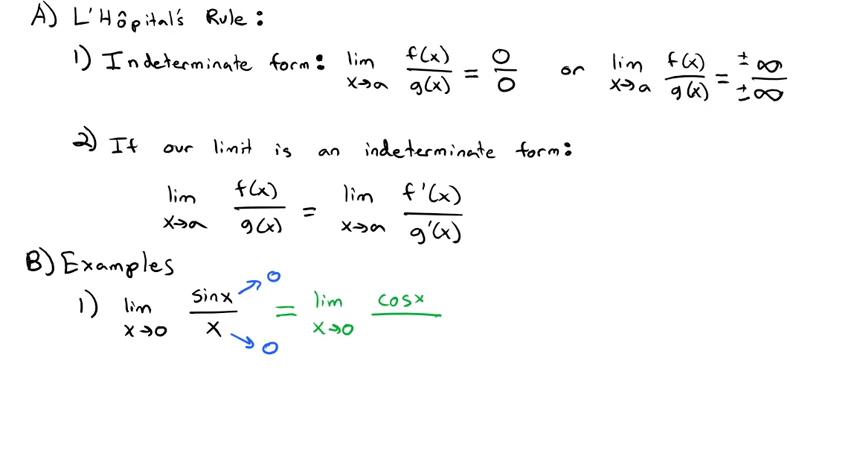 A) L'Hôpital's Rule:
1) Indeterminate form: lim x→a f(x)/g(x) = 0/0 or lim x→a f(x)/g(x) = ±∞/±∞
2) If our limit is an indeterminate form:
lim x→a f(x)/g(x) = lim x→a f'(x)/g'(x)
B) Examples
1) lim x→0 sinx/x →0 →0 = lim x→0 cosx/